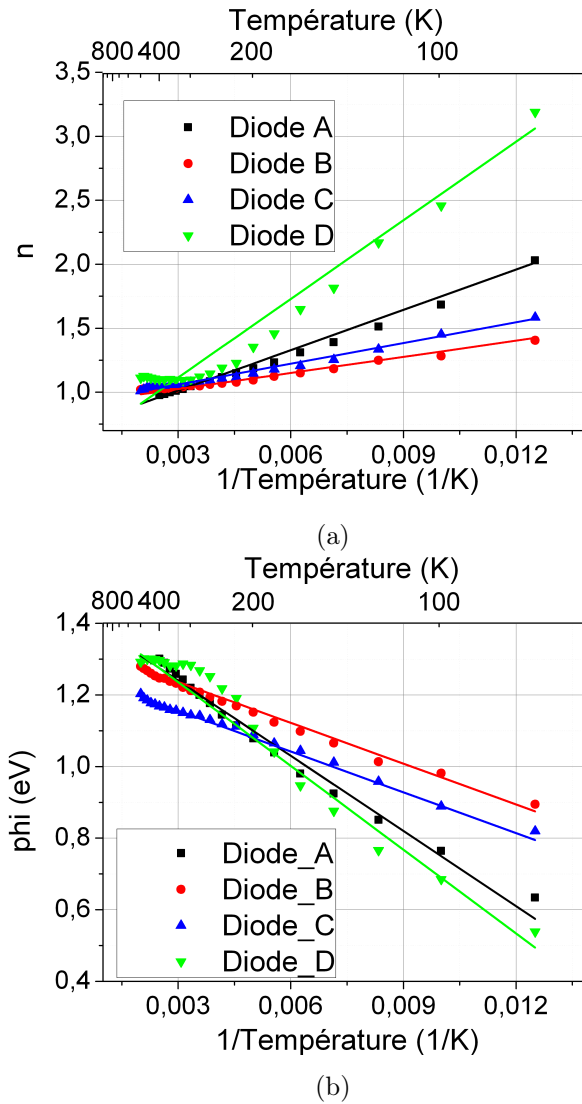 Température (K)
800 400 200 100
3,5
3,0
2,5
2,0
1,5
1,0
n
Diode A
Diode B
Diode C
Diode D
0,003 0,006 0,009 0,012
1/Température (1/K)
(a)
Température (K)
800 400 200 100
1,4
1,2
1,0
0,8
0,6
0,4
phi (eV)
Diode_A
Diode_B
Diode_C
Diode_D
0,003 0,006 0,009 0,012
1/Température (1/K)
(b)